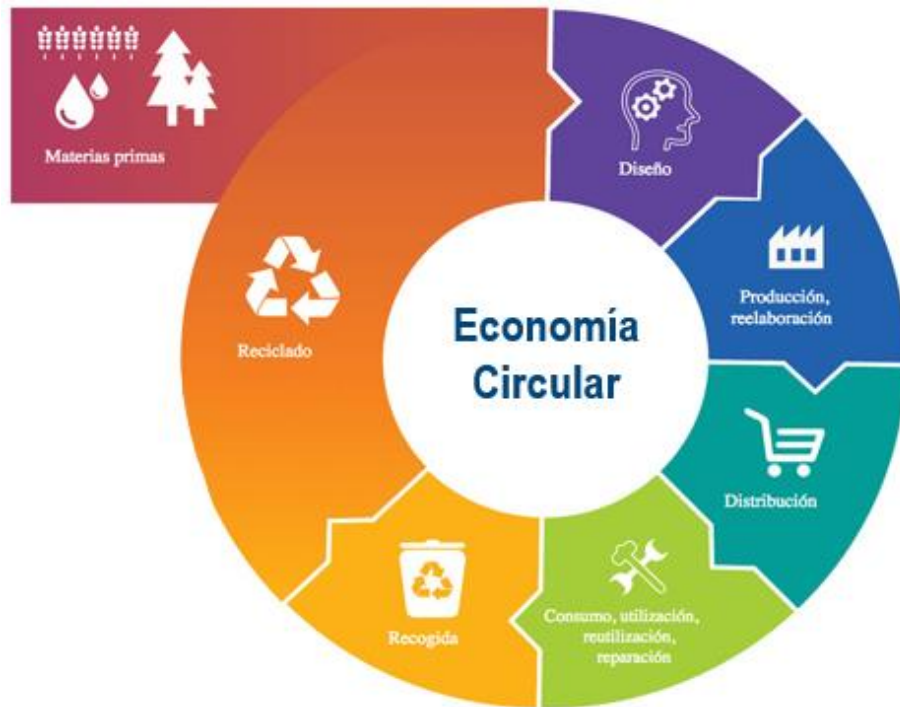 Materias primas
Diseño
Producción,
reelaboración
Distribución
Consumo, utilización,
reutilización,
reparación
Recogida
Reciclado
Economía
Circular